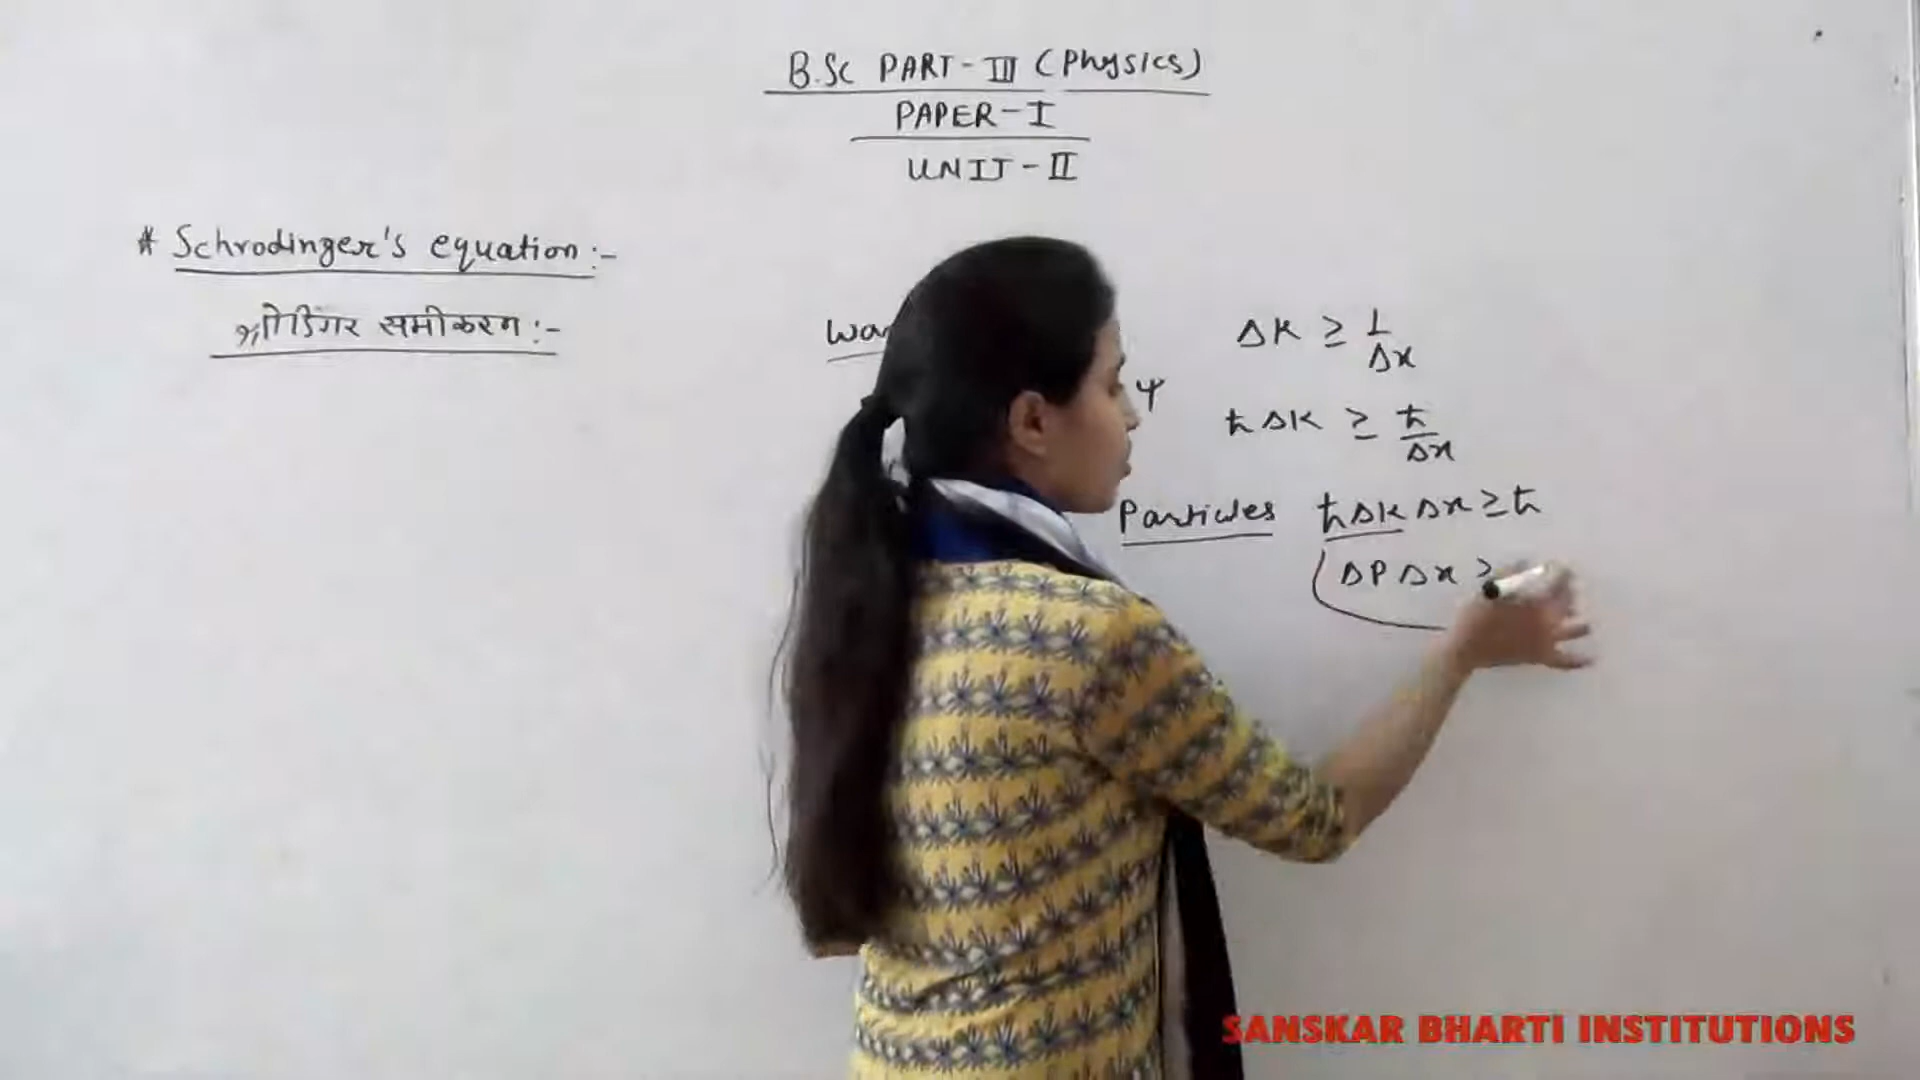 B.Sc PART-III (Physics)
PAPER-I
UNIT-II
* Schrodinger's equation:-
श्रोडिंगर समीकरण:-
ΔK ≥ 1/Δx
ψ
ħΔK ≥ ħ/Δx
Particles ħΔKΔx≥ħ
ΔPΔx ≥
SANSKAR BHARTI INSTITUTIONS